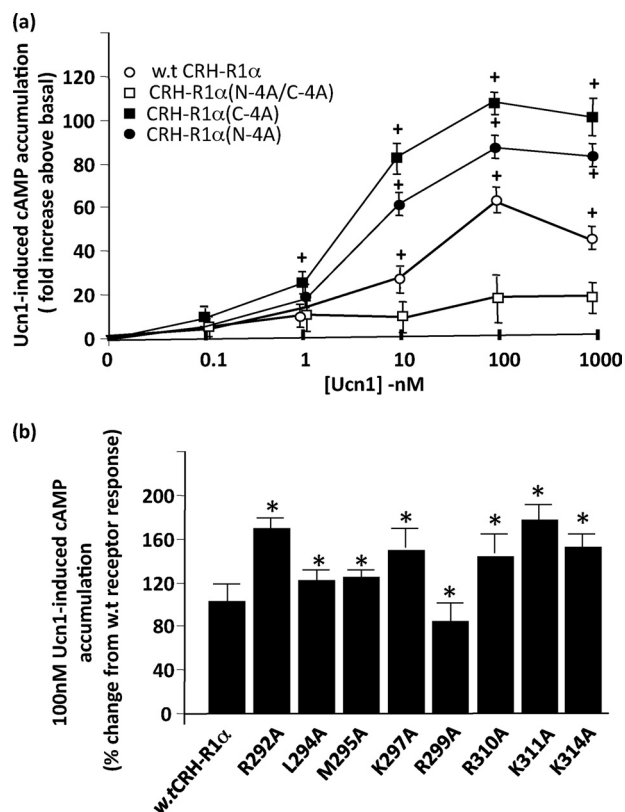 (a)
Ucn1-induced cAMP accumulation
( fold increase above basal)
120
100
80
60
40
20
0
w.t CRH-R1α
CRH-R1α(N-4A/C-4A)
CRH-R1α(C-4A)
CRH-R1α(N-4A)
+ +
+ +
+ + +
+ + +
+
0 0.1 1 10 100 1000
[Ucn1] -nM
(b)
100nM Ucn1-induced cAMP
accumulation
(% change from w.t receptor response)
200
160
120
80
40
0
* * * * * * * *
w.tCRH-R1α
R292A
L294A
M295A
K297A
R299A
R310A
K311A
K314A